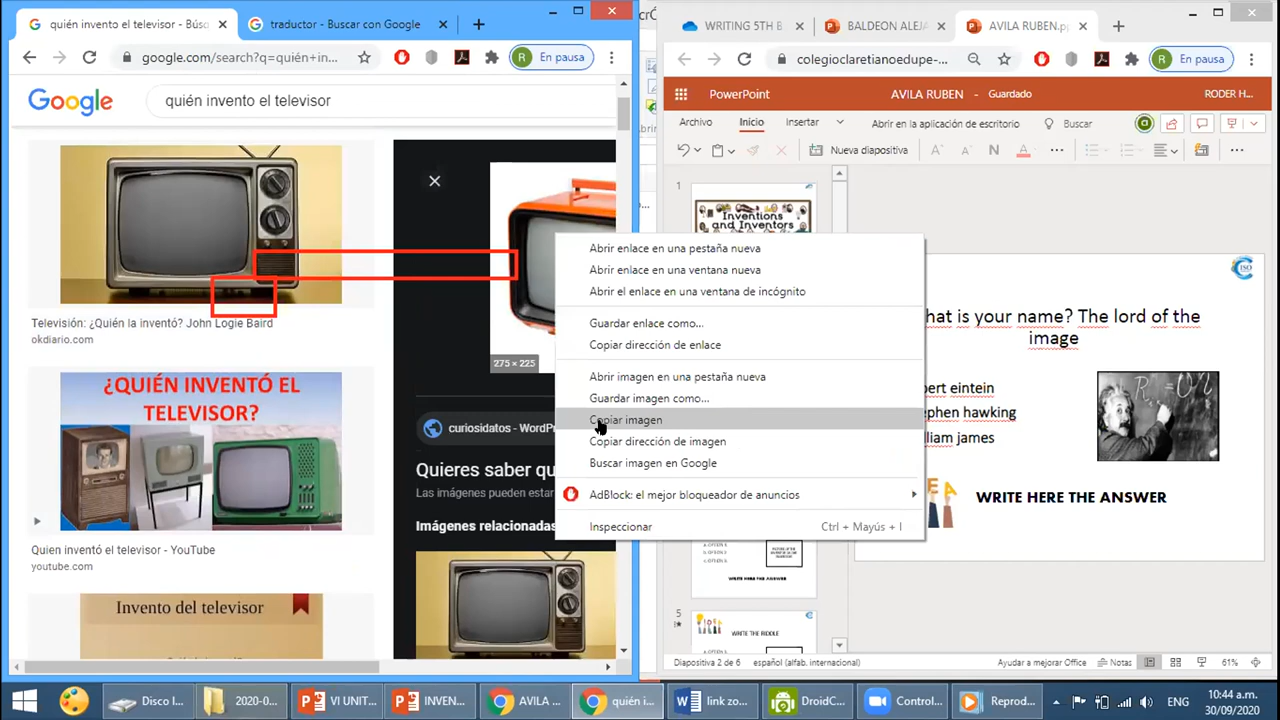 quién invento el televisor - Búsq
traductor - Buscar con Google
google.com/search?q=quién+in...
En pausa
Google
quién invento el televisor
Televisión: ¿Quién la inventó? John Logie Baird
okdiario.com
¿QUIÉN INVENTÓ EL
TELEVISOR?
Quien inventó el televisor - YouTube
youtube.com
Invento del televisor
275 × 225
curiosidatos - WordPr
Quieres saber qu
Las imágenes pueden estar
Imágenes relacionadas
Abrir enlace en una pestaña nueva
Abrir enlace en una ventana nueva
Abrir el enlace en una ventana de incógnito
Guardar enlace como...
Copiar dirección de enlace
Abrir imagen en una pestaña nueva
Guardar imagen como...
Copiar imagen
Copiar dirección de imagen
Buscar imagen en Google
AdBlock: el mejor bloqueador de anuncios
Inspeccionar
Ctrl + Mayús + I
WRITING 5TH B
BALDEON ALEJA
AVILA RUBEN.pp
colegioclaretianoedupe-...
R
En pausa
PowerPoint
AVILA RUBEN - Guardado
RODER H...
Archivo
Inicio
Insertar
Abrir en la aplicación de escritorio
Buscar
Nueva diapositiva
1
Inventions
and Inventors
ISO
hat is your name? The lord of the
image
bert eintein
phen hawking
lliam james
WRITE HERE THE ANSWER
WRITE HERE THE ANSWER
5
WRITE THE RIDDLE
Diapositiva 2 de 6
español (alfab. internacional)
Ayudar a mejorar Office
Notas
61%
Disco l...
2020-0...
VI UNIT...
INVEN...
AVILA ...
quién i...
link zo...
DroidC...
Control...
Reprod...
ENG
10:44 a.m.
30/09/2020